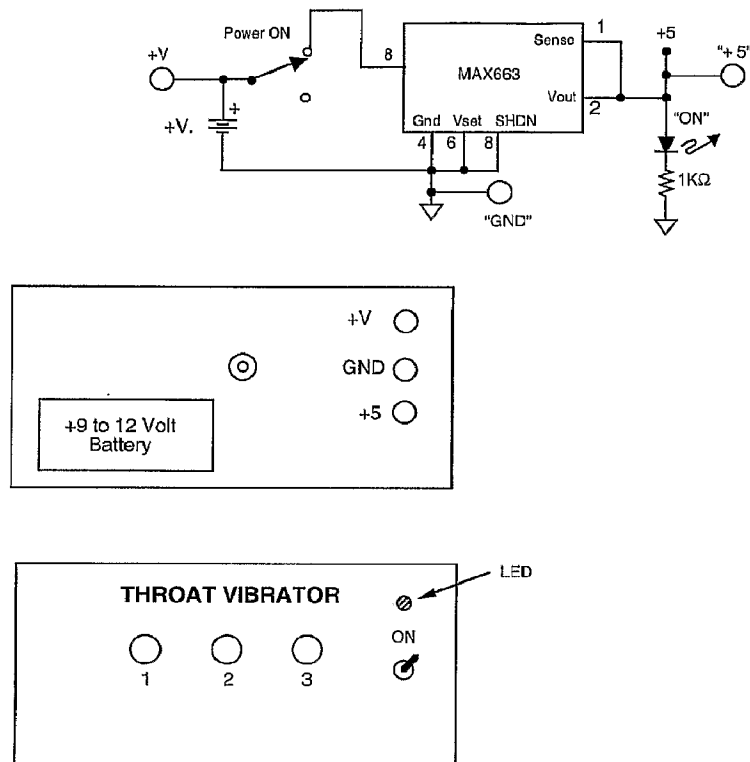 Power ON
+V
+
+V.
8
MAX663
Sense
1
Vout
2
Gnd Vset SHDN
4 6 8
"GND"
+5
"+ 5"
"ON"
1KΩ
+V
GND
+5
+9 to 12 Volt
Battery
THROAT VIBRATOR
LED
ON
1 2 3